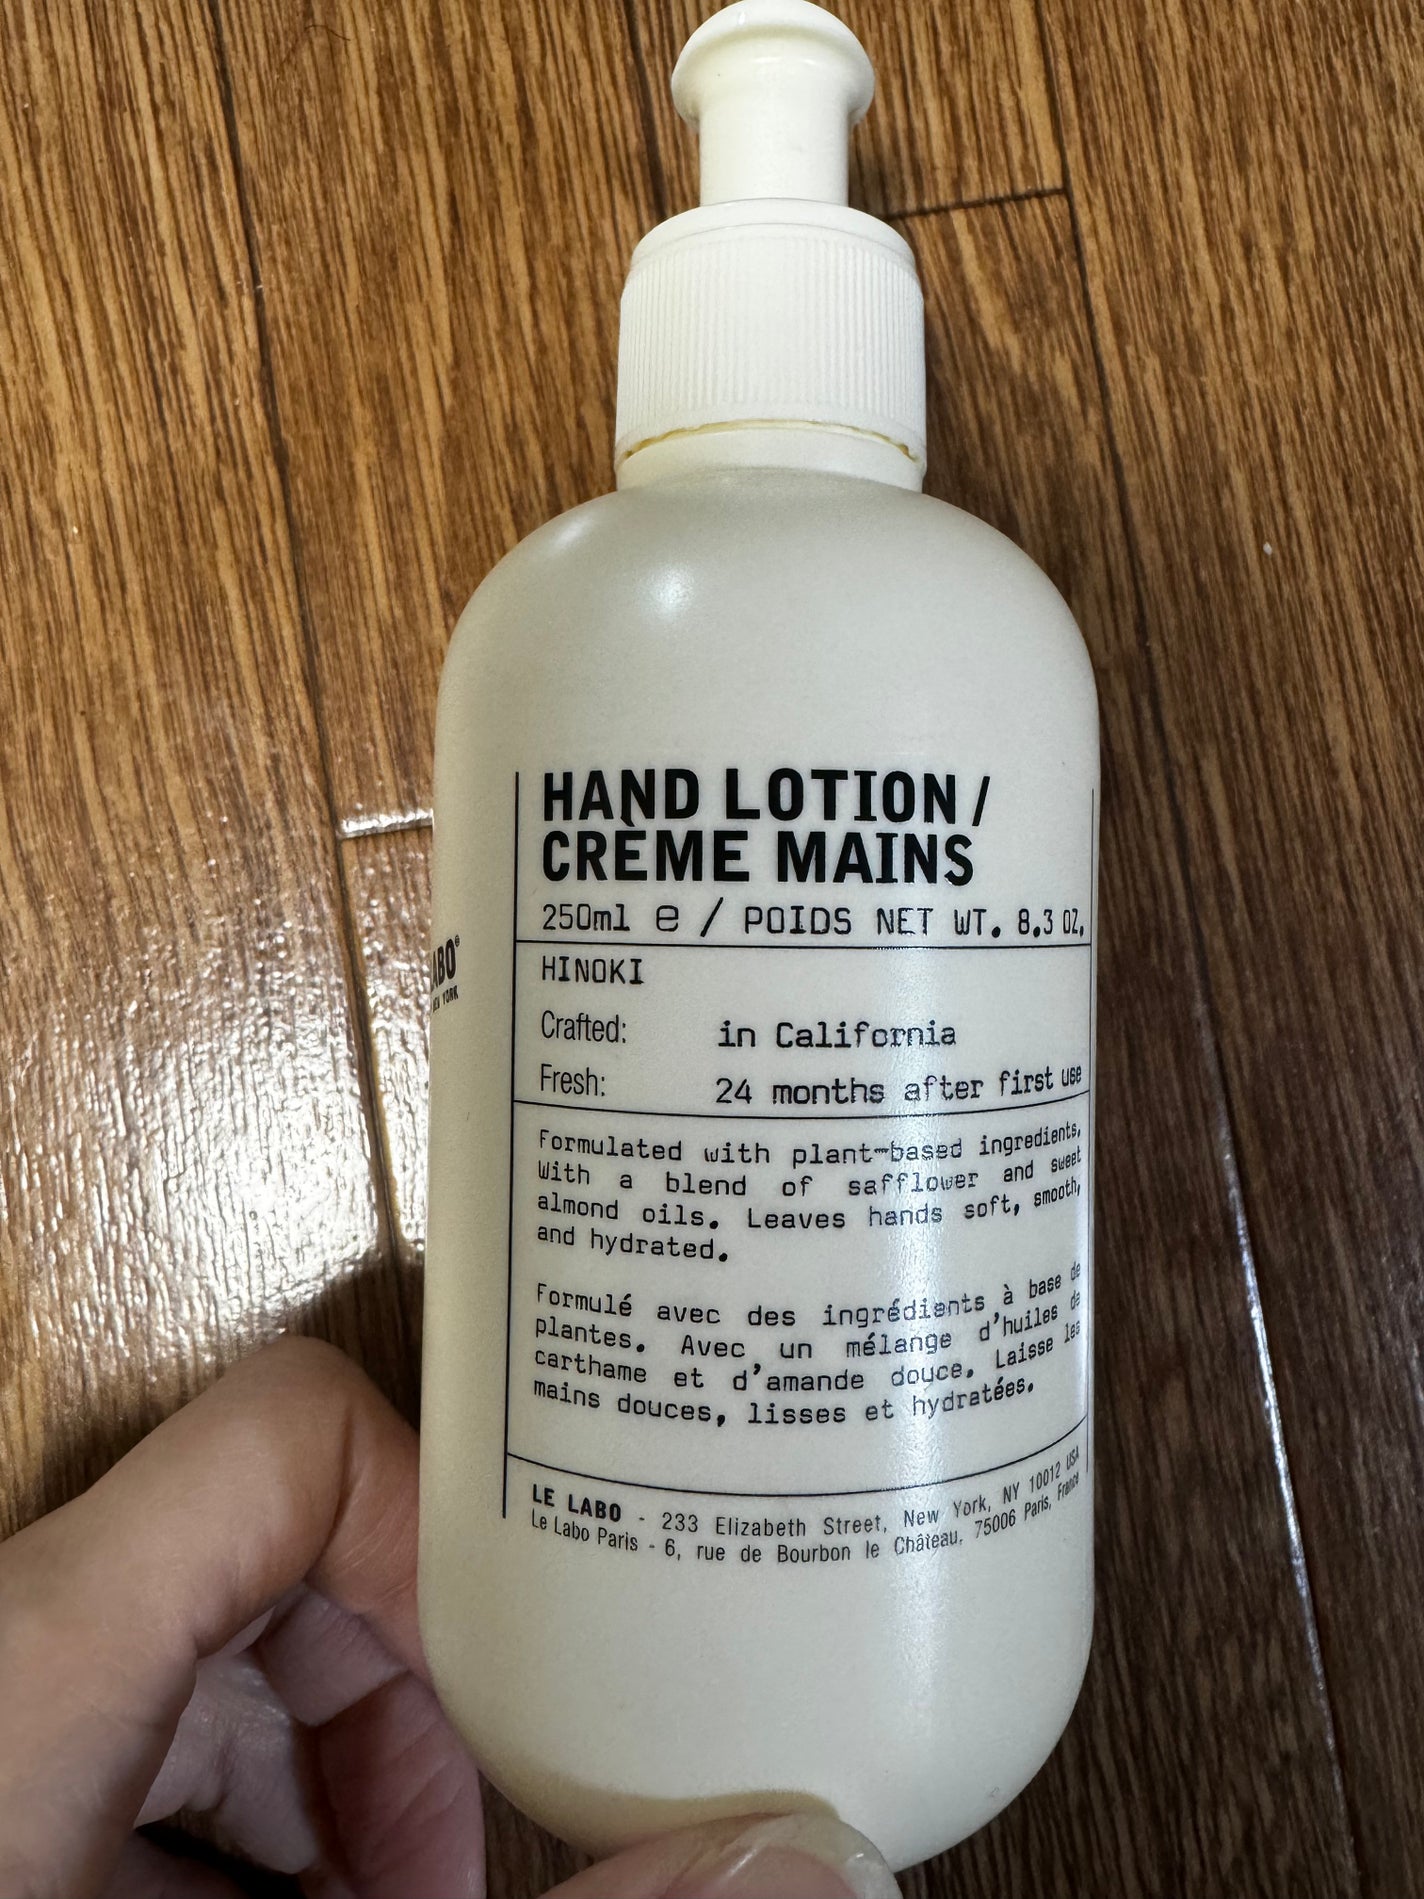 HAND LOTION/
CRÈME MAINS
250ml e / POIDS NET WT. 8.3 OZ.
HINOKI
Crafted: in California
Fresh: 24 months after first use
Formulated with plant-based ingredients.
With a blend of safflower and sweet
almond oils. Leaves hands soft, smooth,
and hydrated.
Formulé avec des ingrédients à base de
plantes. Avec un mélange d'huiles de
carthame et d'amande douce. Laisse les
mains douces, lisses et hydratées.
LE LABO - 233 Elizabeth Street, New York, NY 10012 USA
Le Labo Paris - 6, rue de Bourbon le Château, 75006 Paris, France
ABO®
YORK